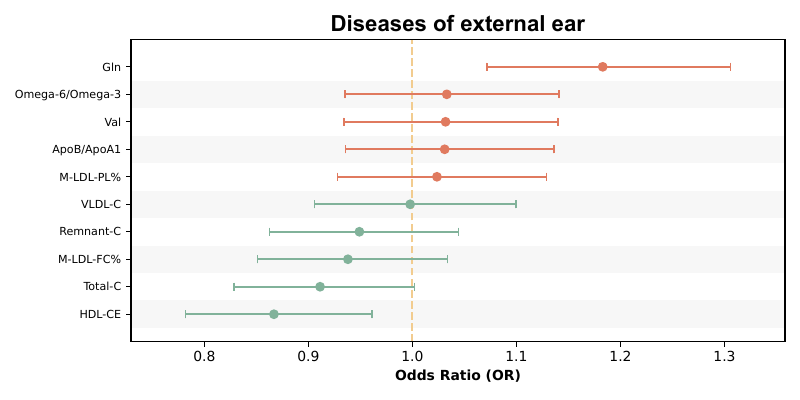 Diseases of external ear
Gln
Omega-6/Omega-3
Val
ApoB/ApoA1
M-LDL-PL%
VLDL-C
Remnant-C
M-LDL-FC%
Total-C
HDL-CE
0.8 0.9 1.0 1.1 1.2 1.3
Odds Ratio (OR)